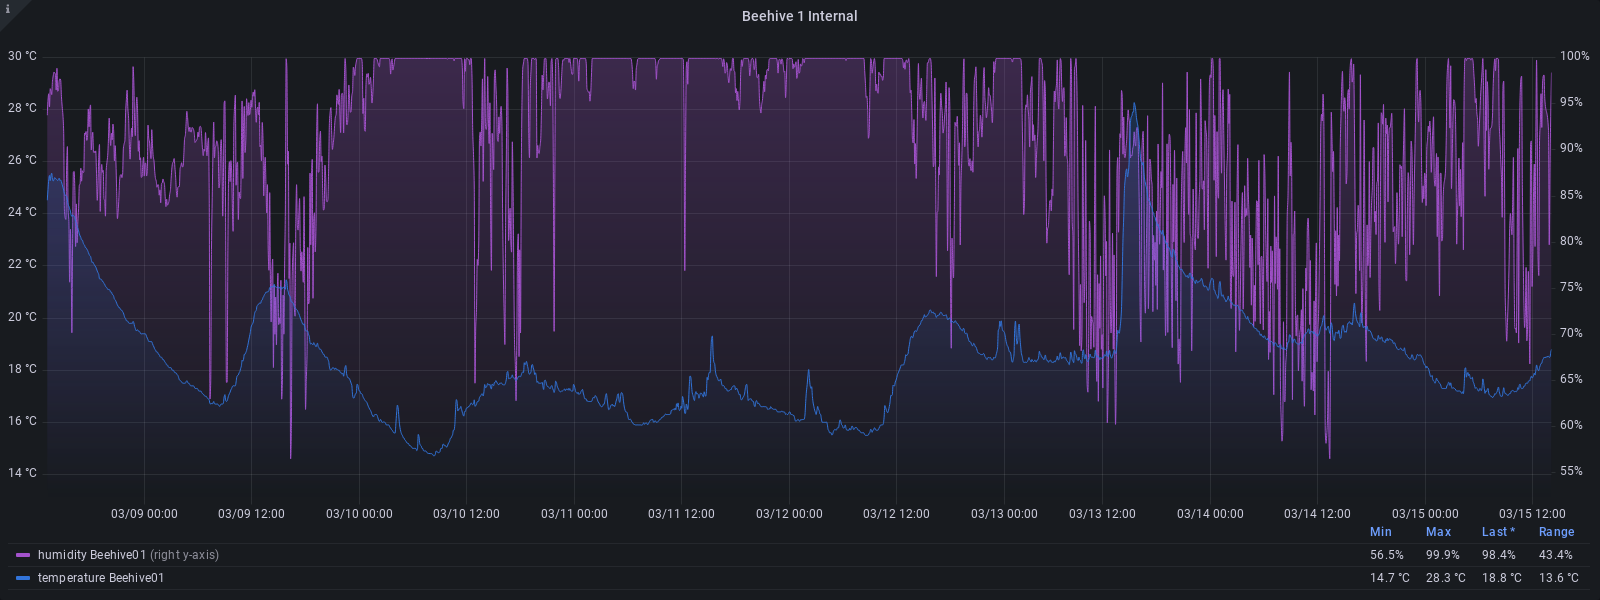 i
Beehive 1 Internal
30 °C 100%
28 °C 95%
26 °C 90%
24 °C 85%
22 °C 80%
20 °C 75%
18 °C 70%
16 °C 65%
14 °C 60%
55%
03/09 00:00 03/09 12:00 03/10 00:00 03/10 12:00 03/11 00:00 03/11 12:00 03/12 00:00 03/12 12:00 03/13 00:00 03/13 12:00 03/14 00:00 03/14 12:00 03/15 00:00 03/15 12:00
Min Max Last * Range
humidity Beehive01 (right y-axis) 56.5% 99.9% 98.4% 43.4%
temperature Beehive01 14.7 °C 28.3 °C 18.8 °C 13.6 °C